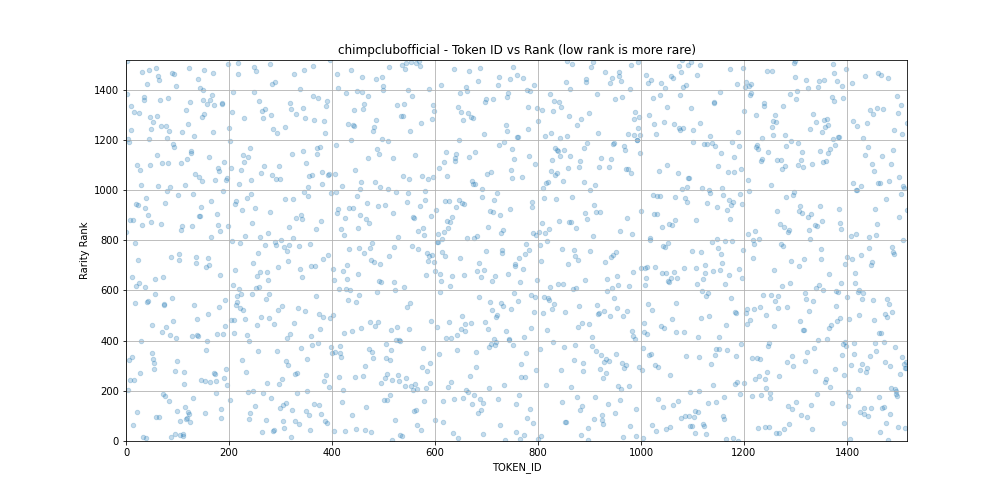 chimpclubofficial - Token ID vs Rank (low rank is more rare)
1400
1200
1000
800
600
400
200
0
Rarity Rank
0 200 400 600 800 1000 1200 1400
TOKEN_ID